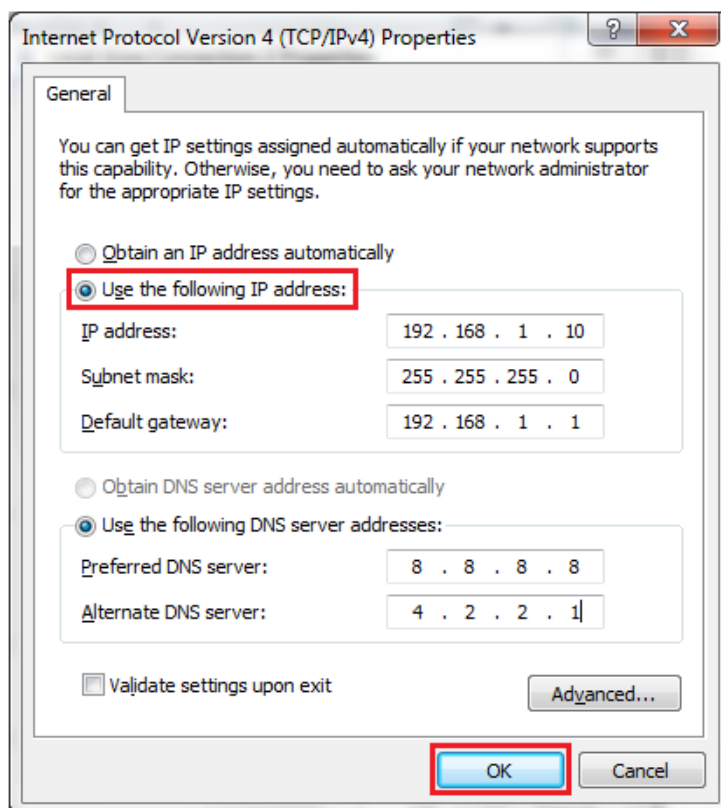 Internet Protocol Version 4 (TCP/IPv4) Properties
General
You can get IP settings assigned automatically if your network supports
this capability. Otherwise, you need to ask your network administrator
for the appropriate IP settings.
Obtain an IP address automatically
Use the following IP address:
IP address: 192 . 168 . 1 . 10
Subnet mask: 255 . 255 . 255 . 0
Default gateway: 192 . 168 . 1 . 1
Obtain DNS server address automatically
Use the following DNS server addresses:
Preferred DNS server: 8 . 8 . 8 . 8
Alternate DNS server: 4 . 2 . 2 . 1
Validate settings upon exit
Advanced...
OK Cancel